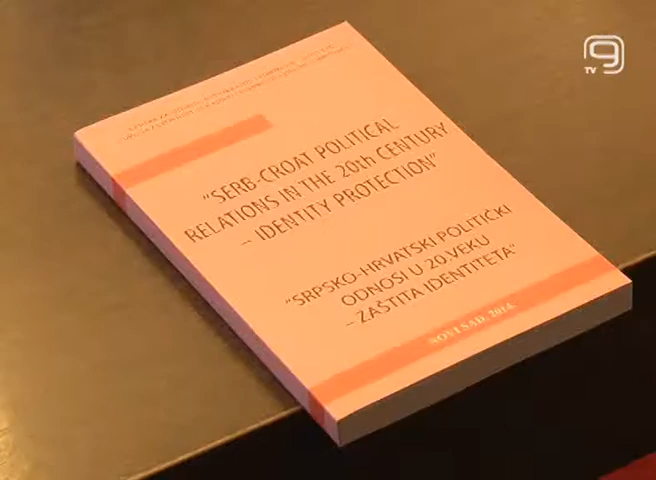 9
TV
"SERB-CROAT POLITICAL
RELATIONS IN THE 20th CENTURY
– IDENTITY PROTECTION"
"SRPSKO-HRVATSKI POLITIČKI
ODNOSI U 20.VEKU
– ZAŠTITA IDENTITETA"
NOVI SAD, 2014.